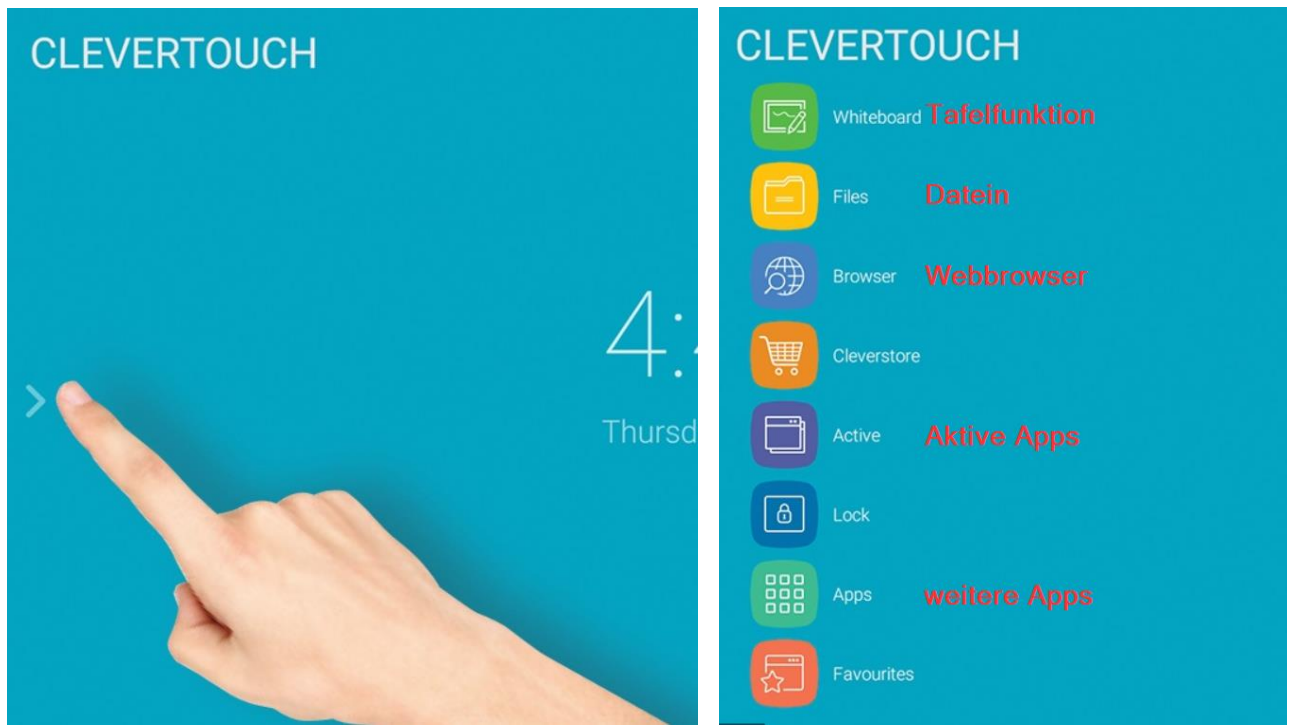 CLEVERTOUCH
4:
Thursd
CLEVERTOUCH
Whiteboard Tafelfunktion
Files Datein
Browser Webbrowser
Cleverstore
Active Aktive Apps
Lock
Apps weitere Apps
Favourites